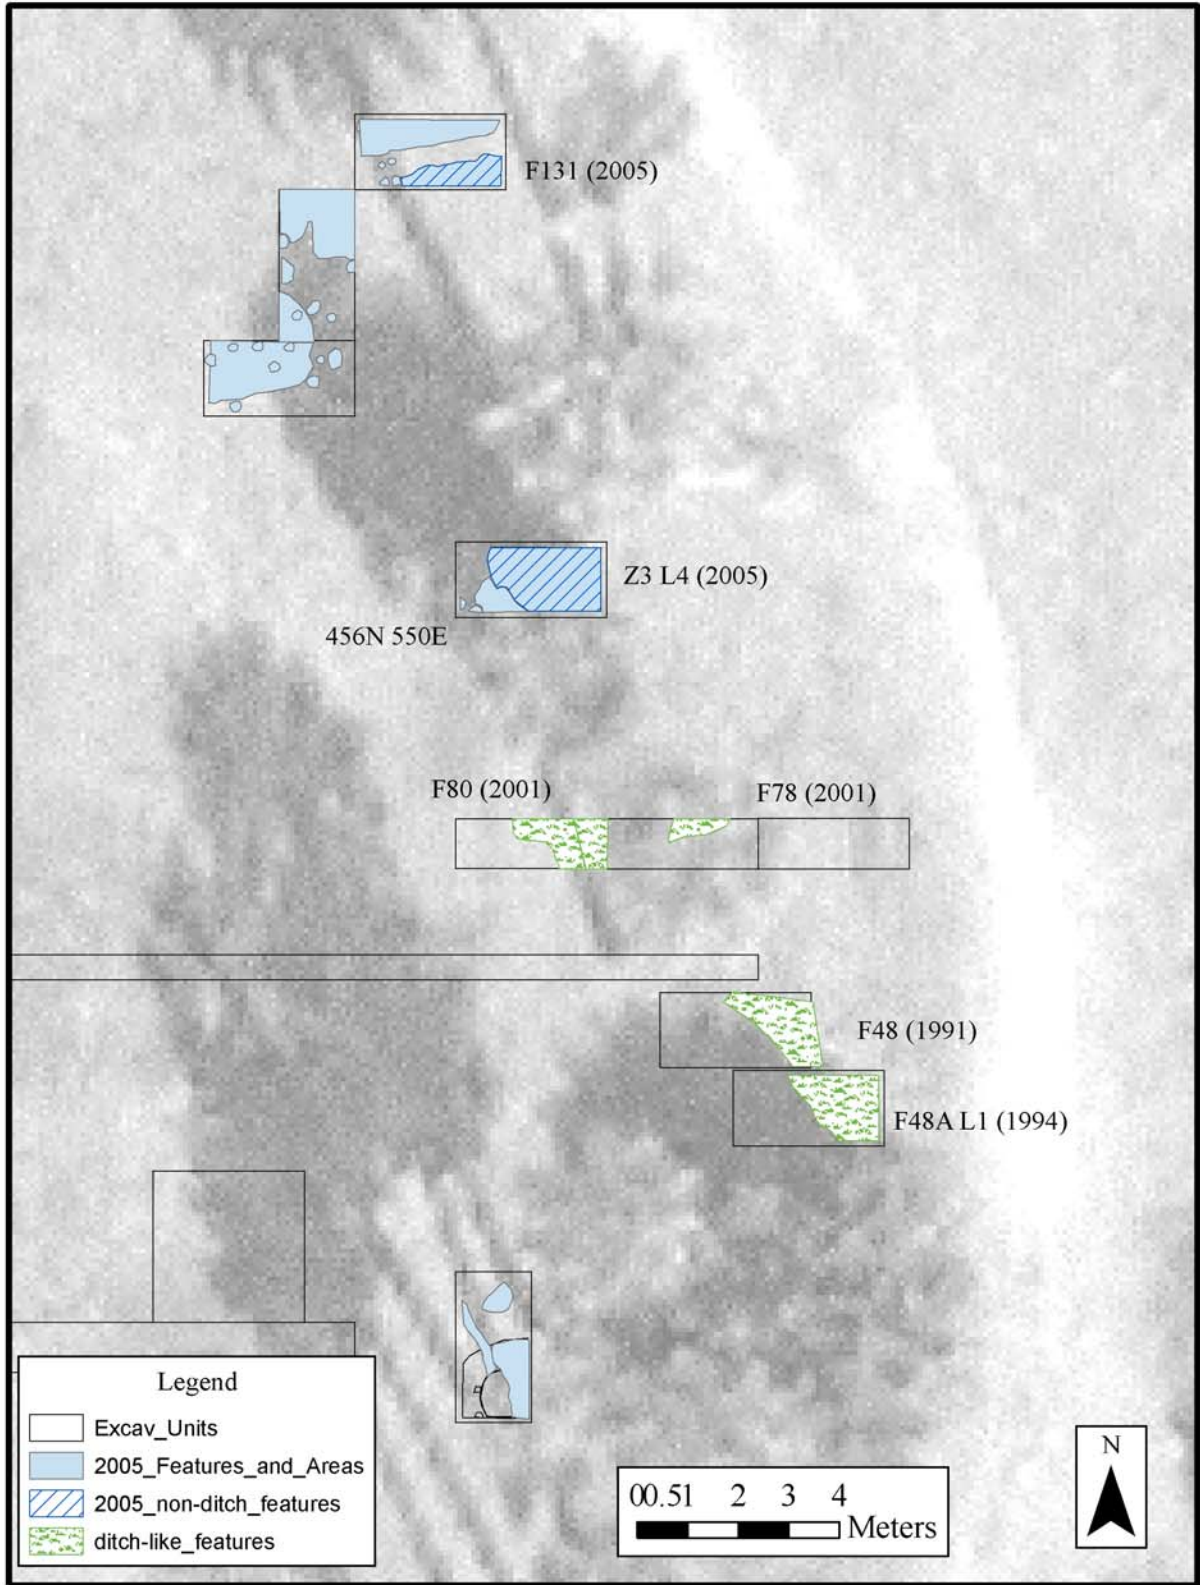 F131 (2005)
Z3 L4 (2005)
456N 550E
F80 (2001)
F78 (2001)
F48 (1991)
F48A L1 (1994)
Legend
Excav_Units
2005_Features_and_Areas
2005_non-ditch_features
ditch-like_features
00.51 2 3 4
Meters
N